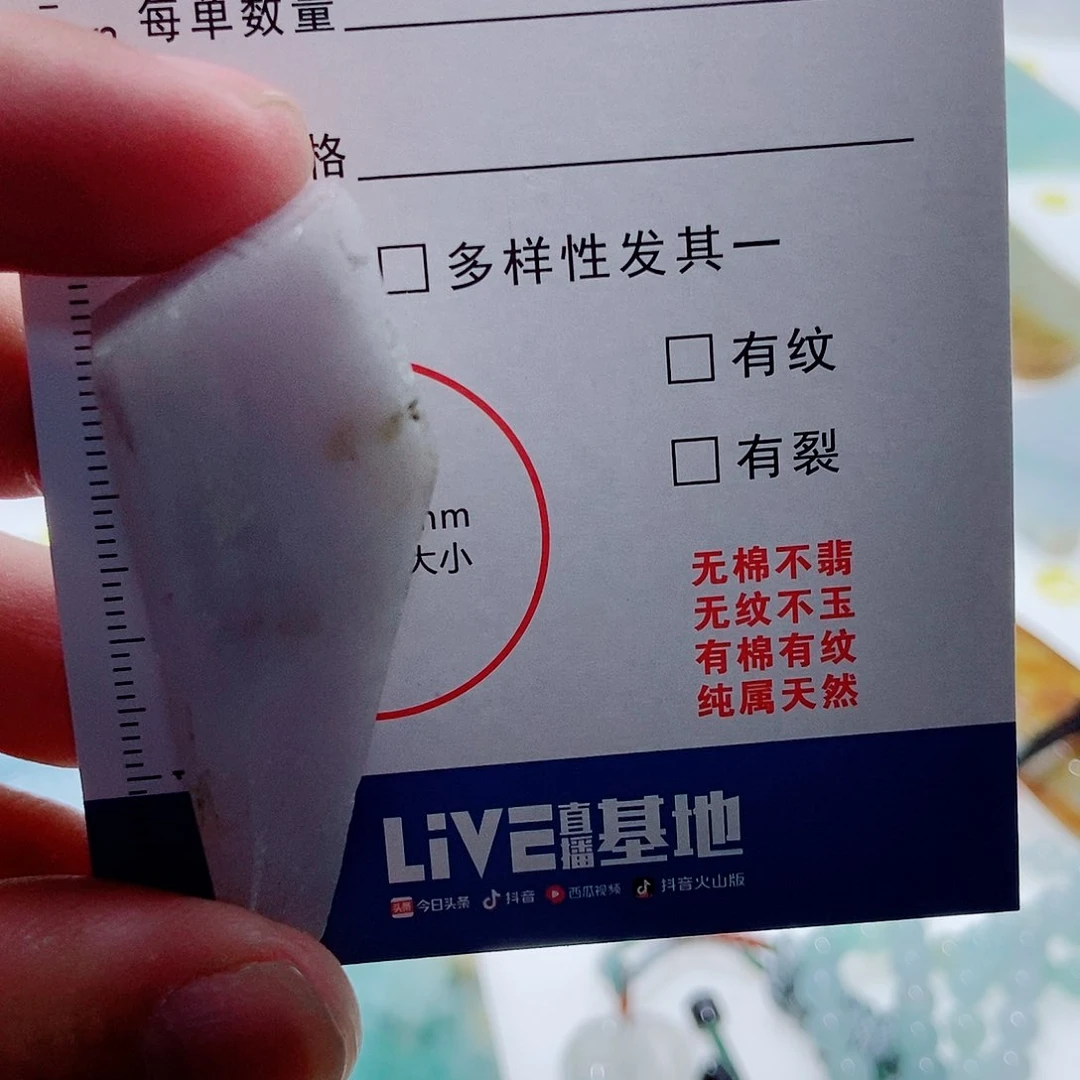 每单数量
格
多样性发其一
有纹
有裂
mm
大小
无棉不翡
无纹不玉
有棉有纹
纯属天然
LiVE直播基地
头条 今日头条 抖音 西瓜视频 抖音火山版